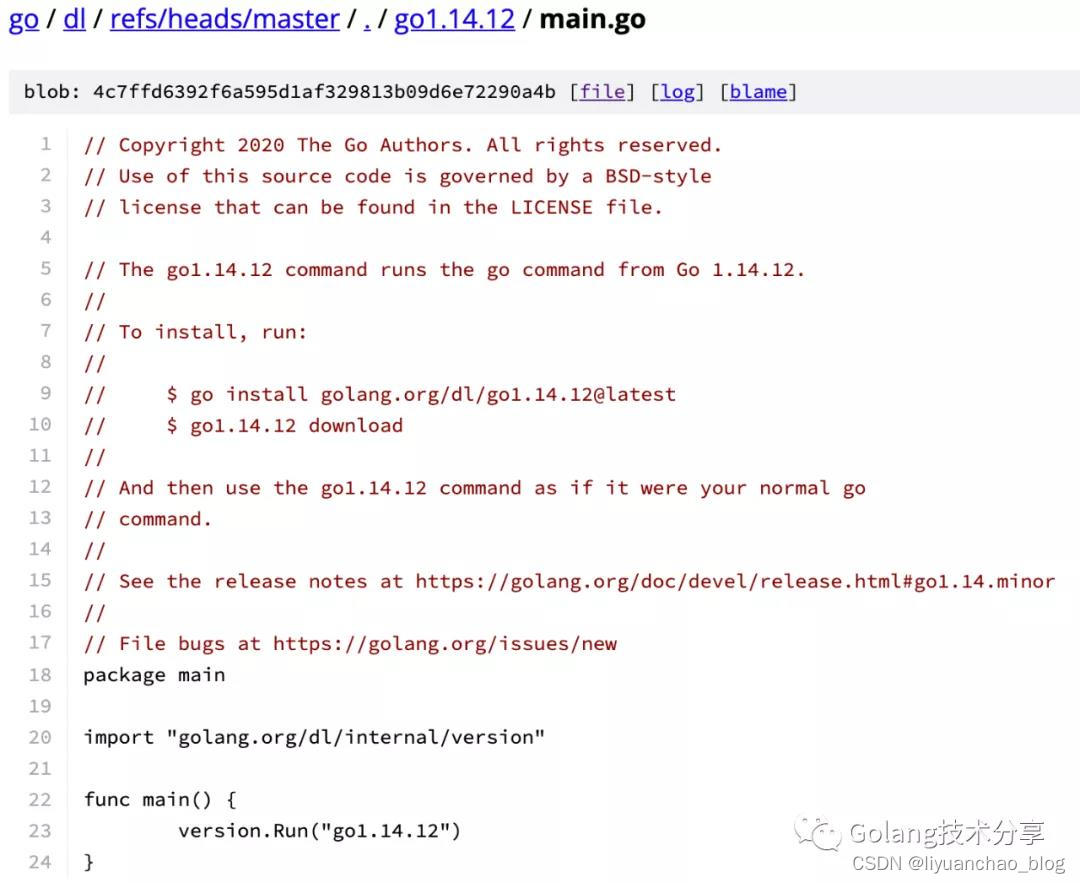 go / dl / refs/heads/master / . / go1.14.12 / main.go
blob: 4c7ffd6392f6a595d1af329813b09d6e72290a4b [file] [log] [blame]
1 // Copyright 2020 The Go Authors. All rights reserved.
2 // Use of this source code is governed by a BSD-style
3 // license that can be found in the LICENSE file.
4
5 // The go1.14.12 command runs the go command from Go 1.14.12.
6 //
7 // To install, run:
8 //
9 //     $ go install golang.org/dl/go1.14.12@latest
10 //     $ go1.14.12 download
11 //
12 // And then use the go1.14.12 command as if it were your normal go
13 // command.
14 //
15 // See the release notes at https://golang.org/doc/devel/release.html#go1.14.minor
16 //
17 // File bugs at https://golang.org/issues/new
18 package main
19
20 import "golang.org/dl/internal/version"
21
22 func main() {
23         version.Run("go1.14.12")
24 }
Golang技术分享
CSDN @liyuanchao_blog